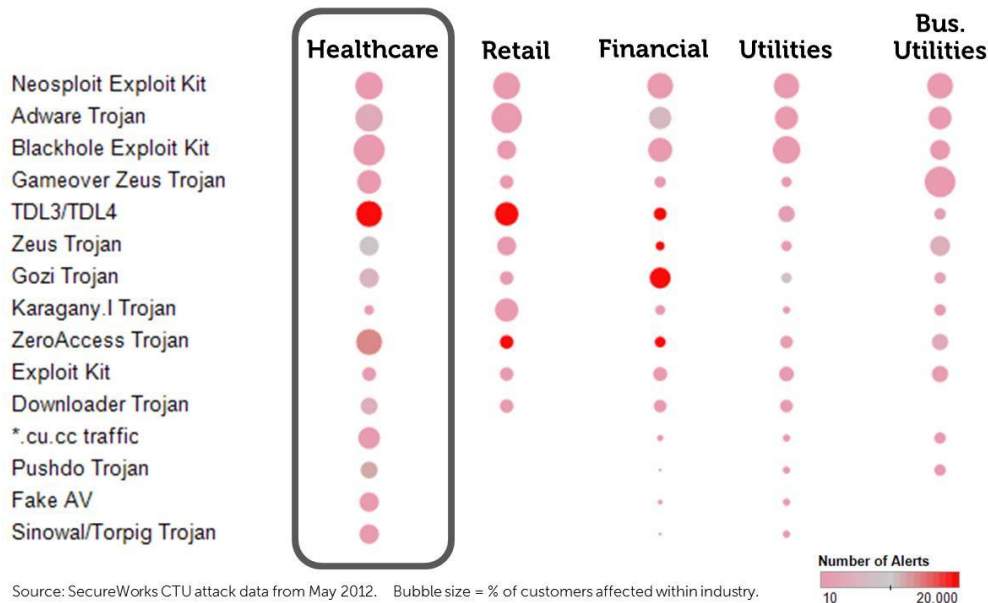 Healthcare Retail Financial Utilities Bus. Utilities
Neosploit Exploit Kit
Adware Trojan
Blackhole Exploit Kit
Gameover Zeus Trojan
TDL3/TDL4
Zeus Trojan
Gozi Trojan
Karagany.I Trojan
ZeroAccess Trojan
Exploit Kit
Downloader Trojan
*.cu.cc traffic
Pushdo Trojan
Fake AV
Sinowal/Torpig Trojan
Number of Alerts
10 20.000
Source: SecureWorks CTU attack data from May 2012. Bubble size = % of customers affected within industry.